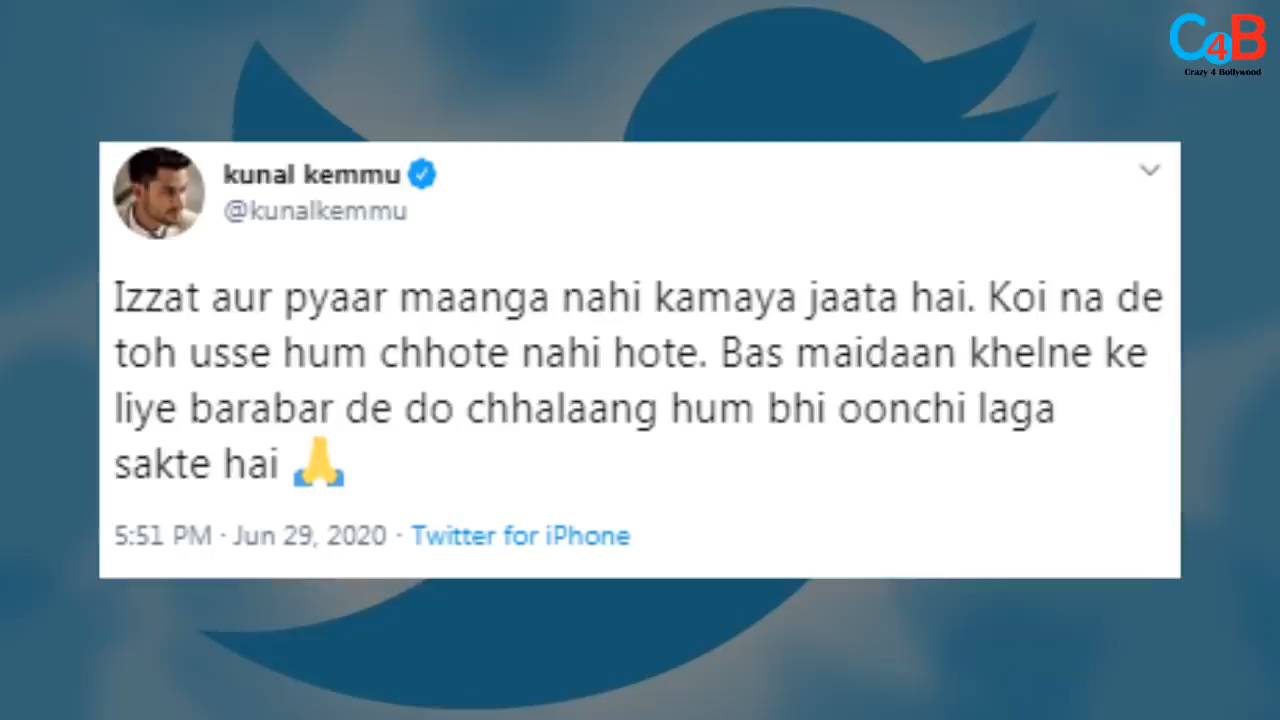 C4B
Crazy 4 Bollywood
kunal kemmu
@kunalkemmu
Izzat aur pyaar maanga nahi kamaya jaata hai. Koi na de
toh usse hum chhote nahi hote. Bas maidaan khelne ke
liye barabar de do chhalaang hum bhi oonchi laga
sakte hai 🙏
5:51 PM · Jun 29, 2020 · Twitter for iPhone